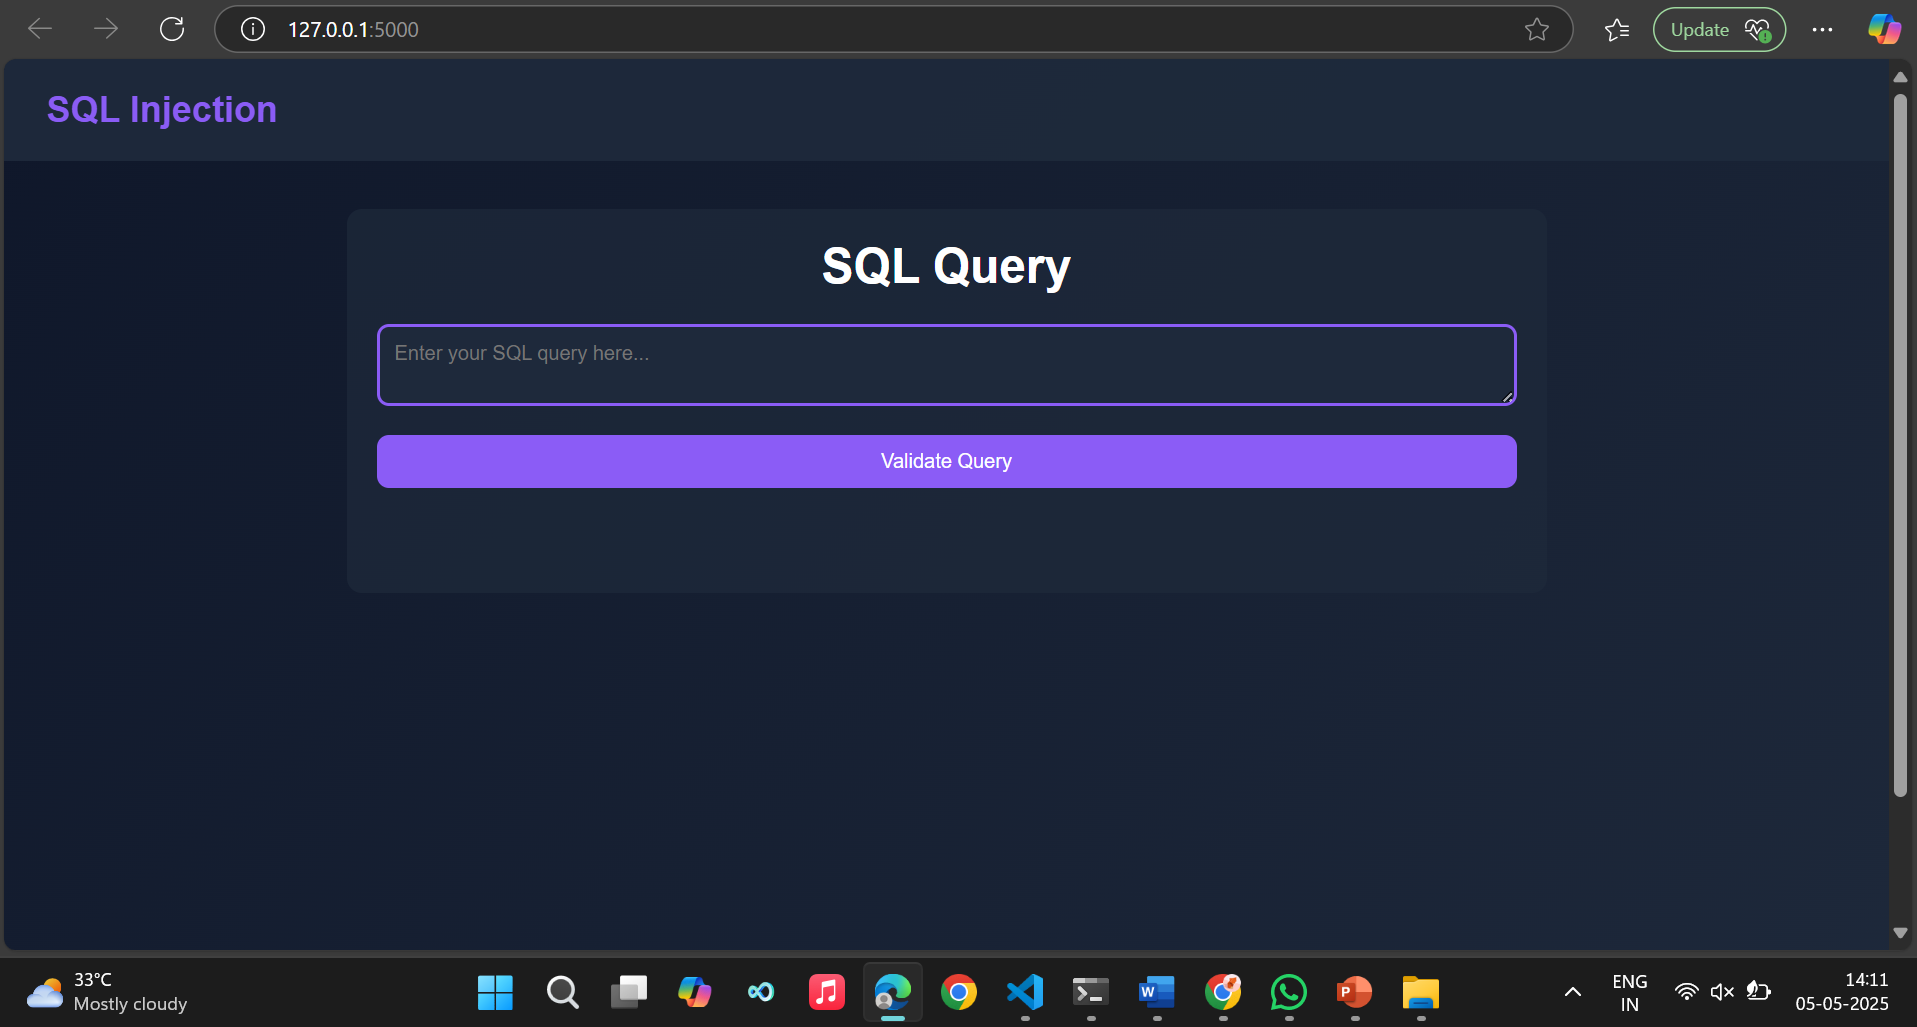 127.0.0.1:5000
Update
SQL Injection
SQL Query
Enter your SQL query here...
Validate Query
33°C
Mostly cloudy
ENG
IN
14:11
05-05-2025